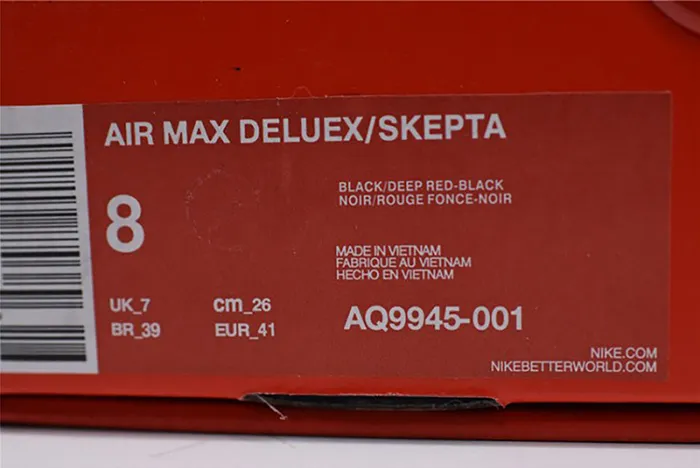 AIR MAX DELUEX/SKEPTA
8
BLACK/DEEP RED-BLACK
NOIR/ROUGE FONCE-NOIR
MADE IN VIETNAM
FABRIQUE AU VIETNAM
HECHO EN VIETNAM
UK_7 cm_26
BR_39 EUR_41
AQ9945-001
NIKE.COM
NIKEBETTERWORLD.COM